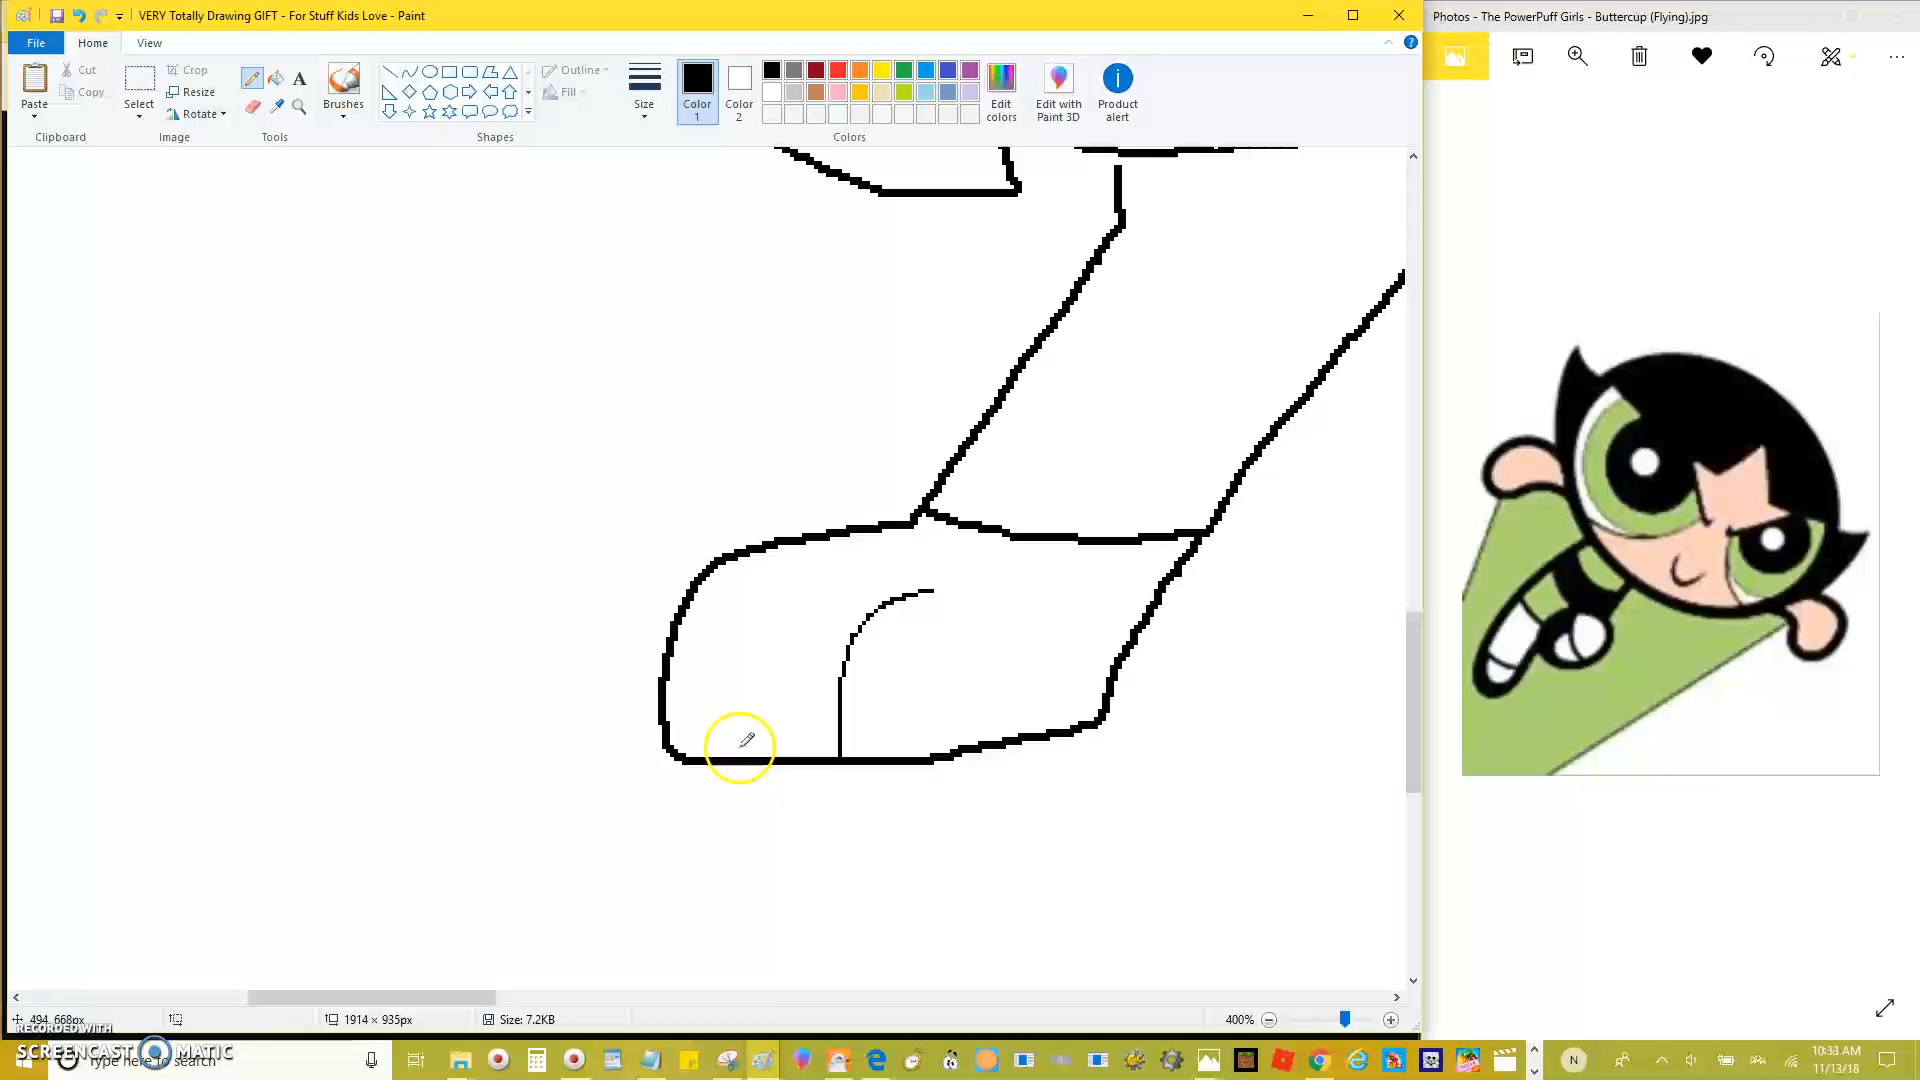 VERY Totally Drawing GIFT - For Stuff Kids Love - Paint
Photos - The PowerPuff Girls - Buttercup (Flying).jpg
File
Home
View
Paste
Cut
Copy
Clipboard
Select
Crop
Resize
Rotate
Image
Tools
Brushes
Shapes
Outline
Fill
Size
Color 1
Color 2
Colors
Edit colors
Edit with Paint 3D
Product alert
494, 668px
1914 × 935px
Size: 7.2KB
400%
RECORDED WITH
SCREENCAST MATIC
Type here to search
N
10:33 AM
11/13/18